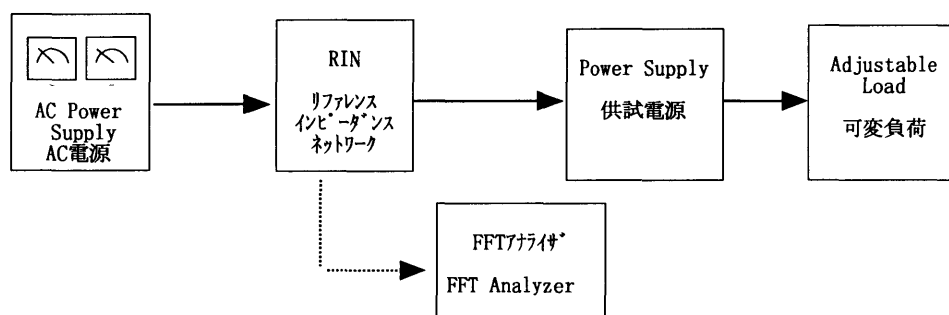 AC Power
Supply
AC電源
RIN
リファレンス
インピーダンス
ネットワーク
Power Supply
供試電源
Adjustable
Load
可変負荷
FFTアナライザ
FFT Analyzer